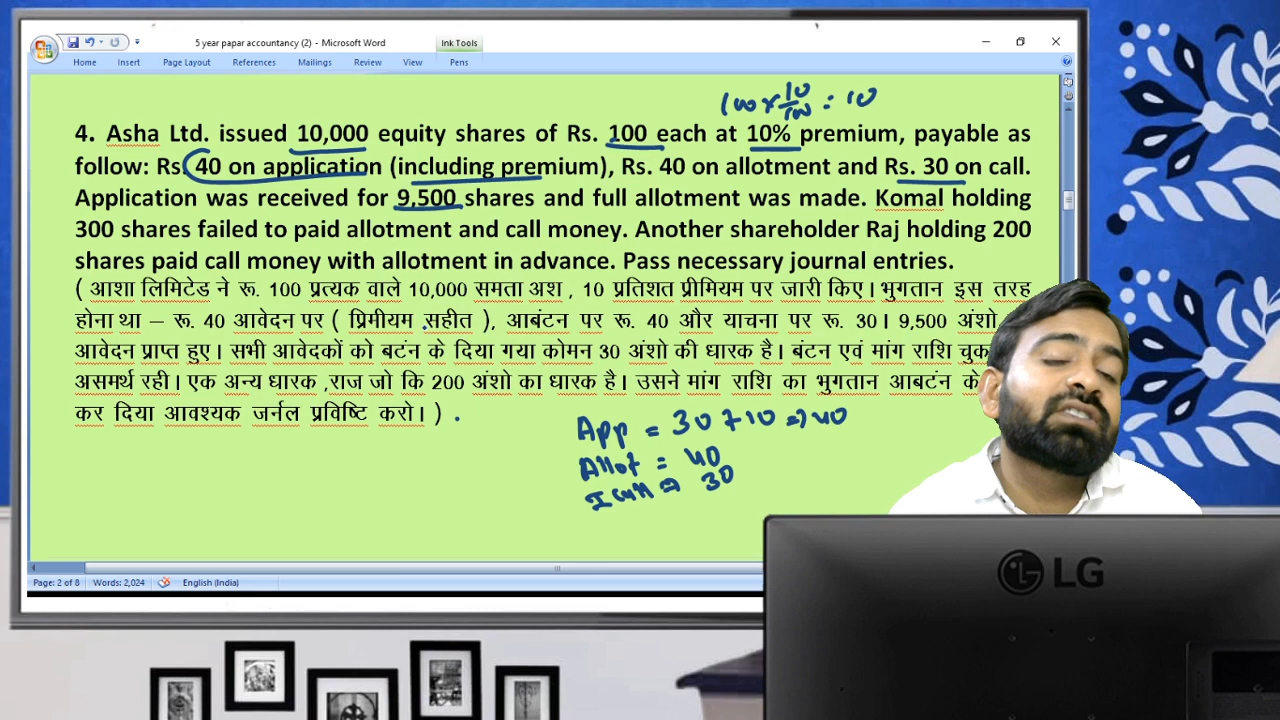 5 year papar accountancy (2) - Microsoft Word
Ink Tools
Home Insert Page Layout References Mailings Review View Pens
100 x 10/100 = 10
4. Asha Ltd. issued 10,000 equity shares of Rs. 100 each at 10% premium, payable as
follow: Rs. 40 on application (including premium), Rs. 40 on allotment and Rs. 30 on call.
Application was received for 9,500 shares and full allotment was made. Komal holding
300 shares failed to paid allotment and call money. Another shareholder Raj holding 200
shares paid call money with allotment in advance. Pass necessary journal entries.
( आशा लिमिटेड ने रू. 100 प्रत्यक वाले 10,000 समता अश , 10 प्रतिशत प्रीमियम पर जारी किए। भुगतान इस तरह
होना था – रू. 40 आवेदन पर ( प्रिमीयम सहीत ), आबंटन पर रू. 40 और याचना पर रू. 30। 9,500 अंशो
आवेदन प्राप्त हुए। सभी आवेदकों को बटंन के दिया गया कोमन 30 अंशो की धारक है। बंटन एवं मांग राशि चुक
असमर्थ रही। एक अन्य धारक ,राज जो कि 200 अंशो का धारक है। उसने मांग राशि का भुगतान आबटंन के
कर दिया आवश्यक जर्नल प्रविष्टि करो। ) .
App = 30 + 10 => 40
Allot = 40
I Call => 30
Page: 2 of 8 Words: 2,024 English (India)
LG